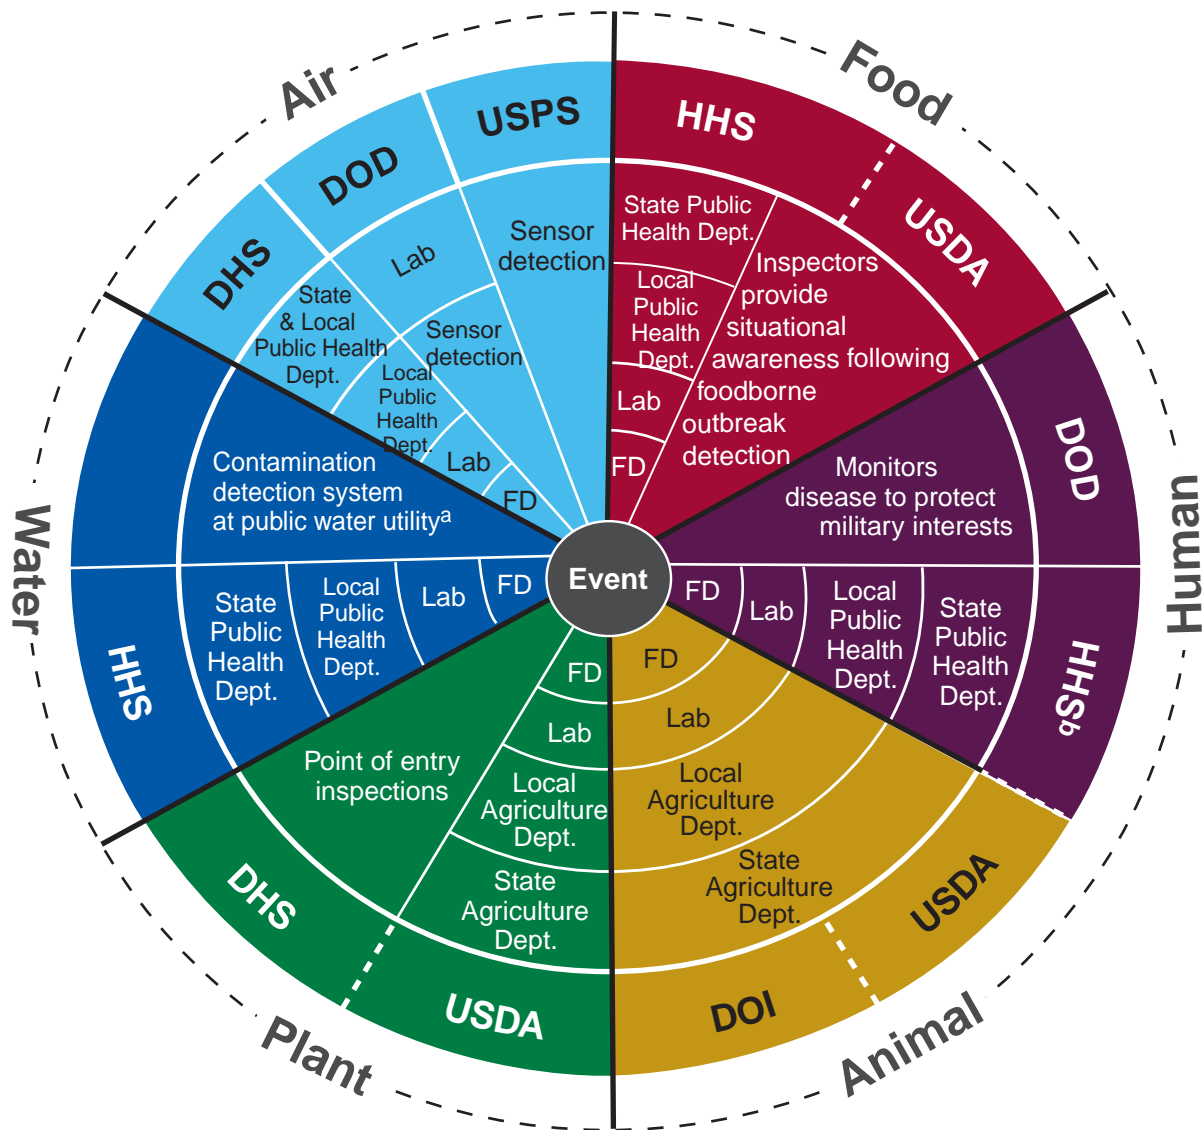 Air
USPS
Sensor
detection
DOD
Lab
Sensor
detection
DHS
State
& Local
Public Health
Dept.
Local
Public
Health
Dept.
Lab
FD
Food
HHS
USDA
State Public
Health Dept.
Local
Public
Health
Dept.
Lab
FD
Inspectors
provide
situational
awareness following
foodborne
outbreak
detection
Human
DOD
Monitors
disease to protect
military interests
HHSb
FD
Lab
Local
Public
Health
Dept.
State
Public
Health
Dept.
Event
Water
Contamination
detection system
at public water utilitya
HHS
State
Public
Health
Dept.
Local
Public
Health
Dept.
Lab
FD
Plant
DHS
Point of entry
inspections
USDA
FD
Lab
Local
Agriculture
Dept.
State
Agriculture
Dept.
Animal
DOI
USDA
FD
Lab
Local
Agriculture
Dept.
State
Agriculture
Dept.